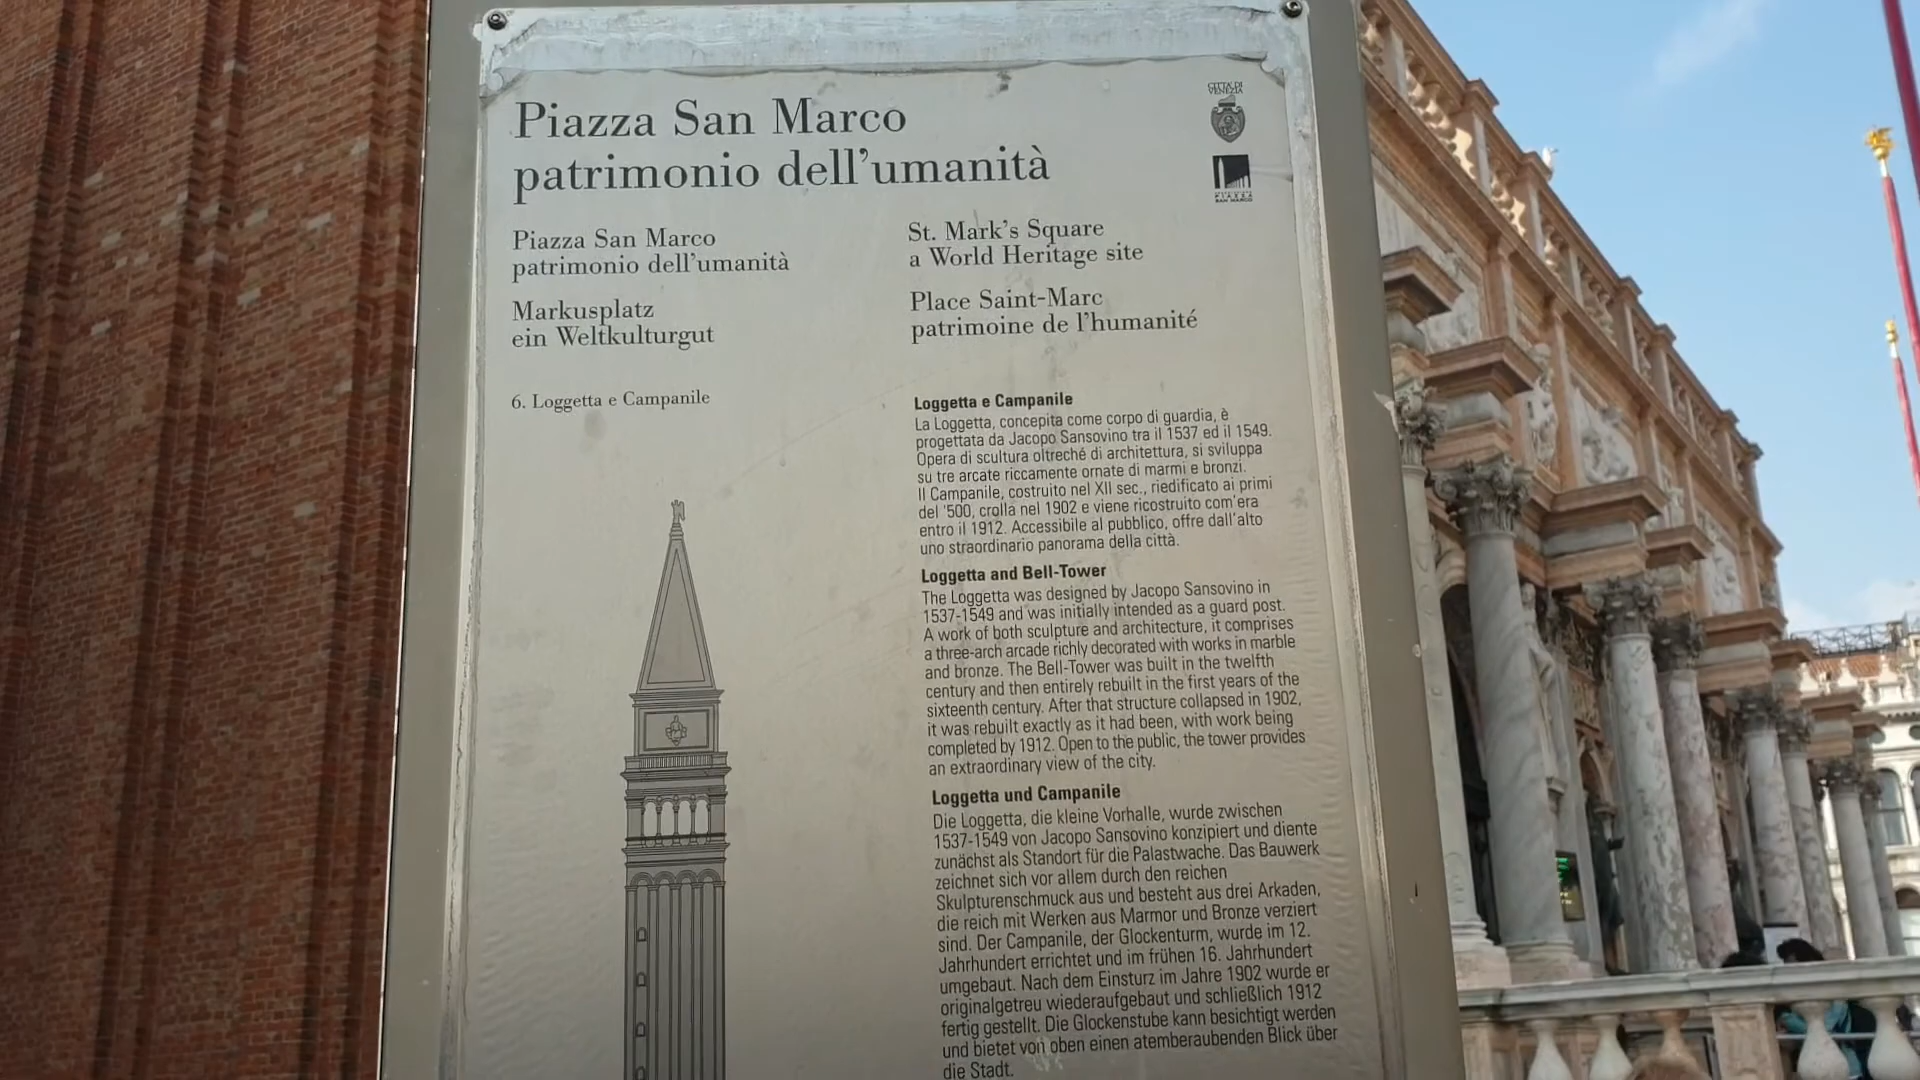 Piazza San Marco
patrimonio dell'umanità
CITTÀ DI
VENEZIA
PIAZZA
SAN MARCO
Piazza San Marco
patrimonio dell'umanità
St. Mark's Square
a World Heritage site
Markusplatz
ein Weltkulturgut
Place Saint-Marc
patrimoine de l'humanité
6. Loggetta e Campanile
Loggetta e Campanile
La Loggetta, concepita come corpo di guardia, è
progettata da Jacopo Sansovino tra il 1537 ed il 1549.
Opera di scultura oltreché di architettura, si sviluppa
su tre arcate riccamente ornate di marmi e bronzi.
Il Campanile, costruito nel XII sec., riedificato ai primi
del '500, crolla nel 1902 e viene ricostruito com'era
entro il 1912. Accessibile al pubblico, offre dall'alto
uno straordinario panorama della città.
Loggetta and Bell-Tower
The Loggetta was designed by Jacopo Sansovino in
1537-1549 and was initially intended as a guard post.
A work of both sculpture and architecture, it comprises
a three-arch arcade richly decorated with works in marble
and bronze. The Bell-Tower was built in the twelfth
century and then entirely rebuilt in the first years of the
sixteenth century. After that structure collapsed in 1902,
it was rebuilt exactly as it had been, with work being
completed by 1912. Open to the public, the tower provides
an extraordinary view of the city.
Loggetta und Campanile
Die Loggetta, die kleine Vorhalle, wurde zwischen
1537-1549 von Jacopo Sansovino konzipiert und diente
zunächst als Standort für die Palastwache. Das Bauwerk
zeichnet sich vor allem durch den reichen
Skulpturenschmuck aus und besteht aus drei Arkaden,
die reich mit Werken aus Marmor und Bronze verziert
sind. Der Campanile, der Glockenturm, wurde im 12.
Jahrhundert errichtet und im frühen 16. Jahrhundert
umgebaut. Nach dem Einsturz im Jahre 1902 wurde er
originalgetreu wiederaufgebaut und schließlich 1912
fertig gestellt. Die Glockenstube kann besichtigt werden
und bietet von oben einen atemberaubenden Blick über
die Stadt.